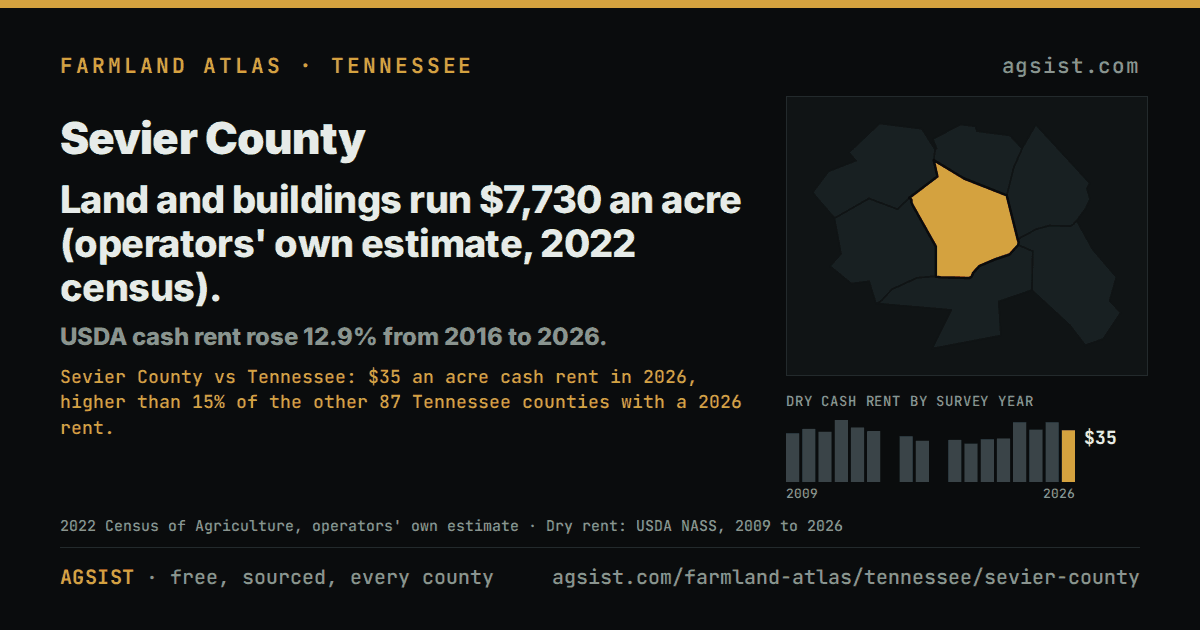 FARMLAND ATLAS · TENNESSEE
agsist.com
Sevier County
Land and buildings run $7,730 an acre
(operators' own estimate, 2022
census).
USDA cash rent rose 12.9% from 2016 to 2026.
Sevier County vs Tennessee: $35 an acre cash rent in 2026,
higher than 15% of the other 87 Tennessee counties with a 2026
rent.
DRY CASH RENT BY SURVEY YEAR
$35
2009
2026
2022 Census of Agriculture, operators' own estimate · Dry rent: USDA NASS, 2009 to 2026
AGSIST · free, sourced, every county
agsist.com/farmland-atlas/tennessee/sevier-county